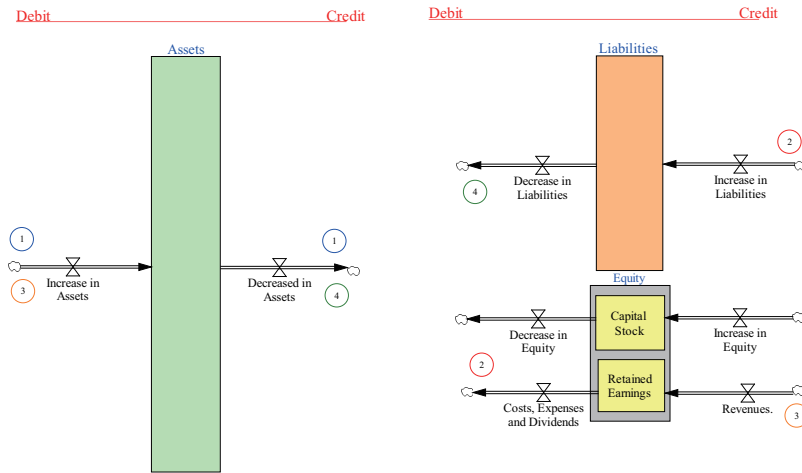 Debit
Credit
Assets
1
1
Increase in
Assets
3
Decreased in
Assets
4
Debit
Credit
Liabilities
2
Decrease in
Liabilities
4
Increase in
Liabilities
Equity
Capital
Stock
Decrease in
Equity
Increase in
Equity
2
Retained
Earnings
Costs, Expenses
and Dividends
Revenues.
3